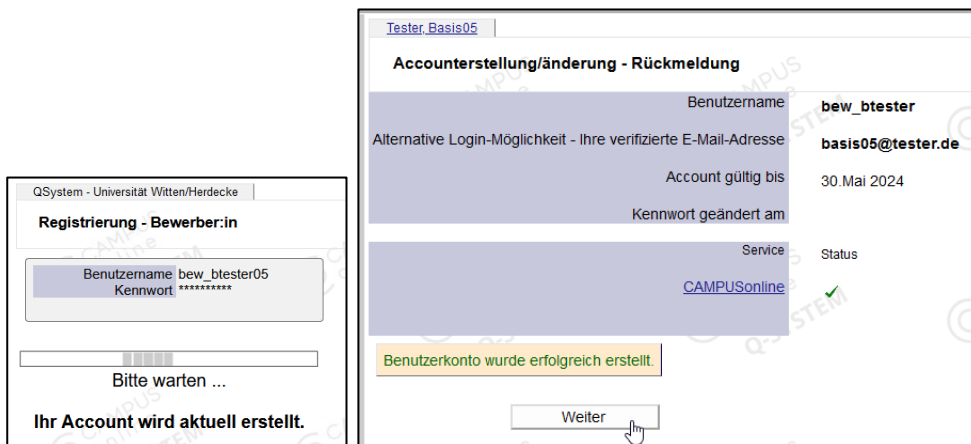 QSystem - Universität Witten/Herdecke
Registrierung - Bewerber:in
Benutzername bew_btester05
Kennwort **********
Bitte warten ...
Ihr Account wird aktuell erstellt.
Tester, Basis05
Accounterstellung/änderung - Rückmeldung
Benutzername bew_btester
Alternative Login-Möglichkeit - Ihre verifizierte E-Mail-Adresse basis05@tester.de
Account gültig bis 30.Mai 2024
Kennwort geändert am
Service Status
CAMPUSonline ✓
Benutzerkonto wurde erfolgreich erstellt.
Weiter